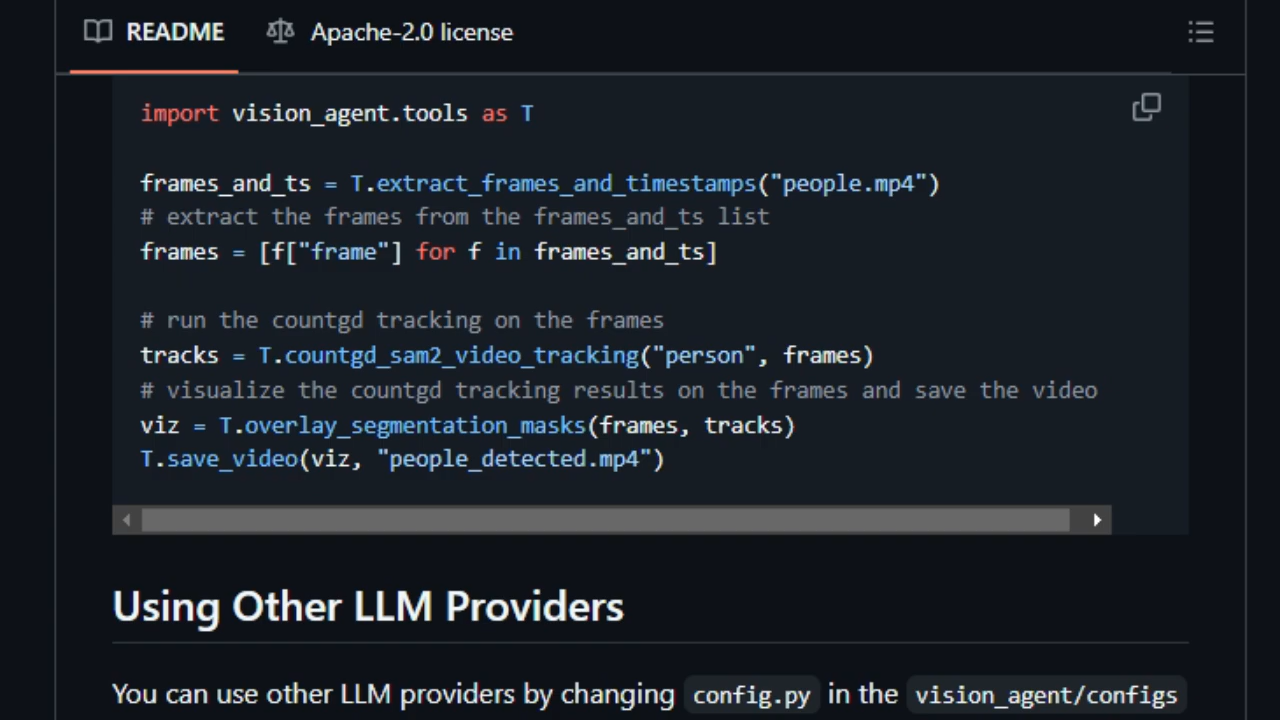 README
Apache-2.0 license
import vision_agent.tools as T
frames_and_ts = T.extract_frames_and_timestamps("people.mp4")
# extract the frames from the frames_and_ts list
frames = [f["frame"] for f in frames_and_ts]
# run the countgd tracking on the frames
tracks = T.countgd_sam2_video_tracking("person", frames)
# visualize the countgd tracking results on the frames and save the video
viz = T.overlay_segmentation_masks(frames, tracks)
T.save_video(viz, "people_detected.mp4")
Using Other LLM Providers
You can use other LLM providers by changing config.py in the vision_agent/configs